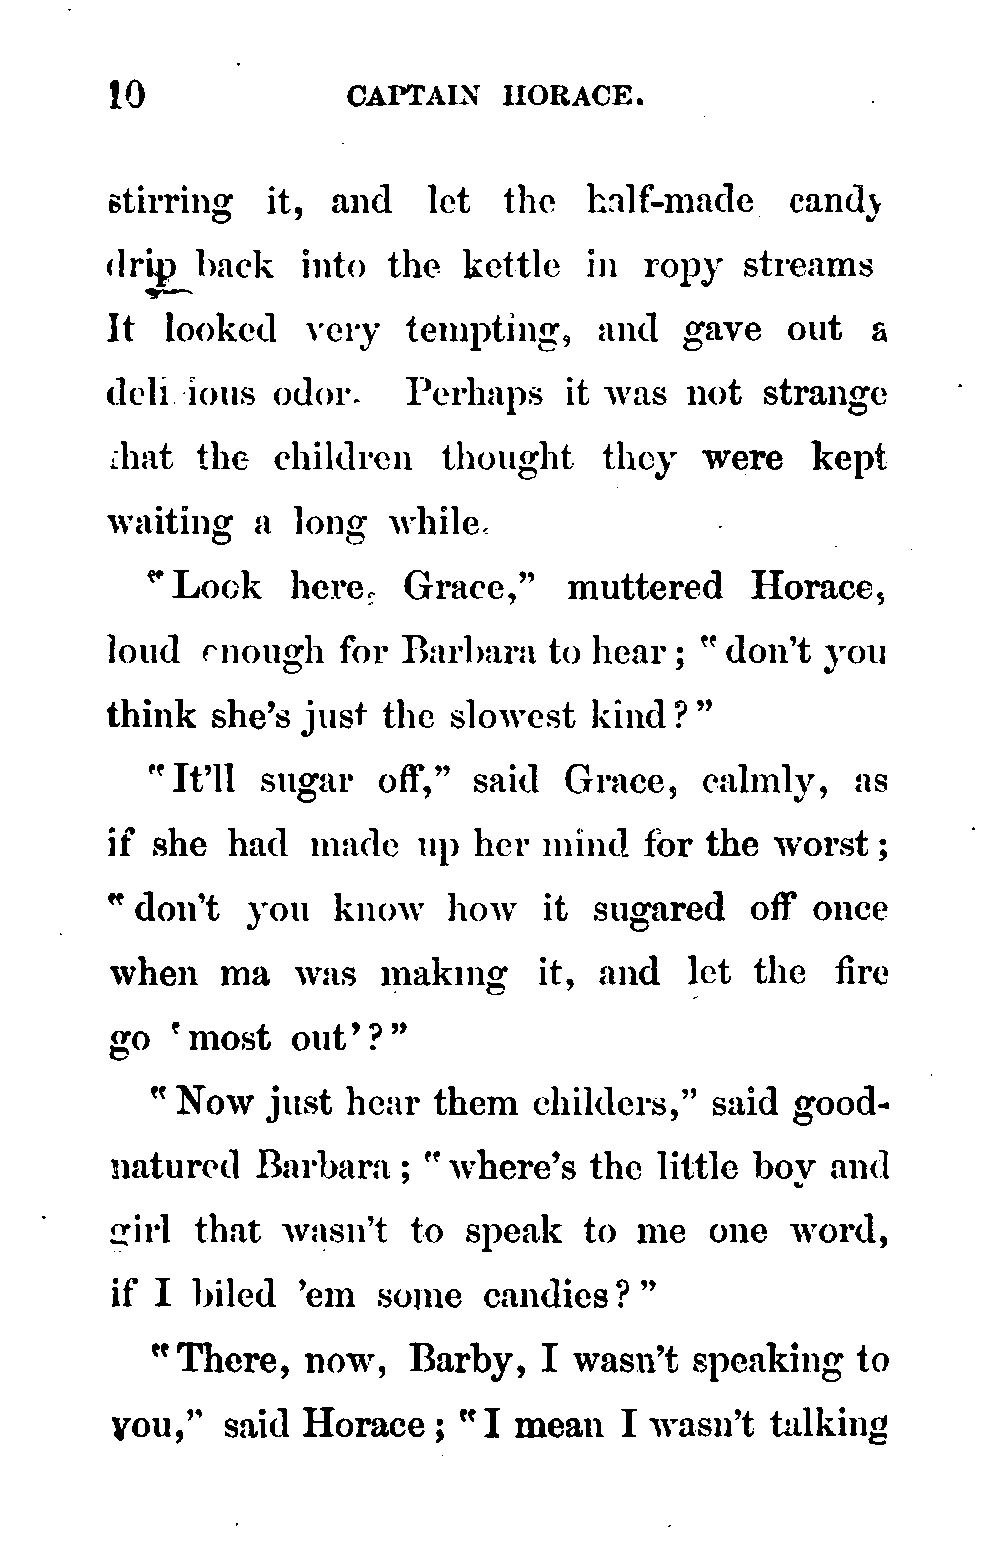 10 CAPTAIN HORACE.
stirring it, and let the half-made candy
drip back into the kettle in ropy streams
It looked very tempting, and gave out a
deli ious odor. Perhaps it was not strange
that the children thought they were kept
waiting a long while.
"Look here, Grace," muttered Horace,
loud enough for Barbara to hear; "don't you
think she's just the slowest kind?"
"It'll sugar off," said Grace, calmly, as
if she had made up her mind for the worst;
"don't you know how it sugared off once
when ma was making it, and let the fire
go 'most out'?"
"Now just hear them childers," said good-
natured Barbara; "where's the little boy and
girl that wasn't to speak to me one word,
if I biled 'em some candies?"
"There, now, Barby, I wasn't speaking to
you," said Horace; "I mean I wasn't talking